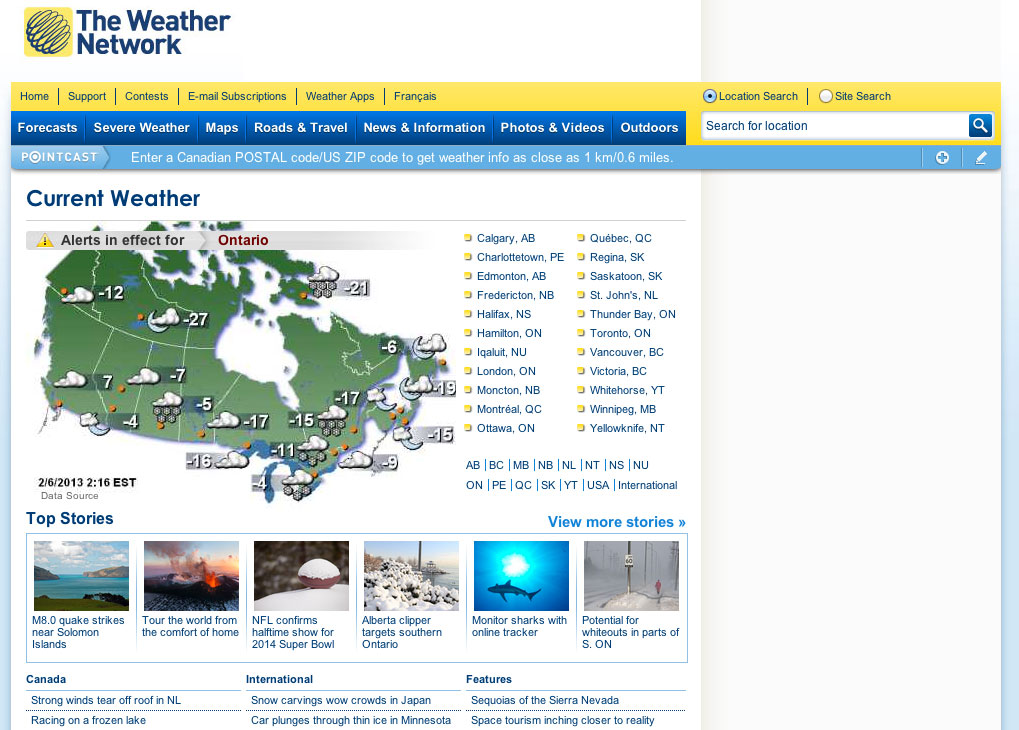 The Weather
Network
Home
Support
Contests
E-mail Subscriptions
Weather Apps
Français
Location Search
Site Search
Forecasts
Severe Weather
Maps
Roads & Travel
News & Information
Photos & Videos
Outdoors
Search for location
POINTCAST
Enter a Canadian POSTAL code/US ZIP code to get weather info as close as 1 km/0.6 miles.
Current Weather
Alerts in effect for
Ontario
-12
-21
-27
-6
7
-7
-19
-17
-5
-4
-17
-15
-15
-11
-16
-9
-4
2/6/2013 2:16 EST
Data Source
Calgary, AB
Charlottetown, PE
Edmonton, AB
Fredericton, NB
Halifax, NS
Hamilton, ON
Iqaluit, NU
London, ON
Moncton, NB
Montréal, QC
Ottawa, ON
Québec, QC
Regina, SK
Saskatoon, SK
St. John's, NL
Thunder Bay, ON
Toronto, ON
Vancouver, BC
Victoria, BC
Whitehorse, YT
Winnipeg, MB
Yellowknife, NT
AB | BC | MB | NB | NL | NT | NS | NU
ON | PE | QC | SK | YT | USA | International
Top Stories
View more stories »
M8.0 quake strikes
near Solomon
Islands
Tour the world from
the comfort of home
NFL confirms
halftime show for
2014 Super Bowl
Alberta clipper
targets southern
Ontario
Monitor sharks with
online tracker
60
Potential for
whiteouts in parts of
S. ON
Canada
Strong winds tear off roof in NL
Racing on a frozen lake
International
Snow carvings wow crowds in Japan
Car plunges through thin ice in Minnesota
Features
Sequoias of the Sierra Nevada
Space tourism inching closer to reality